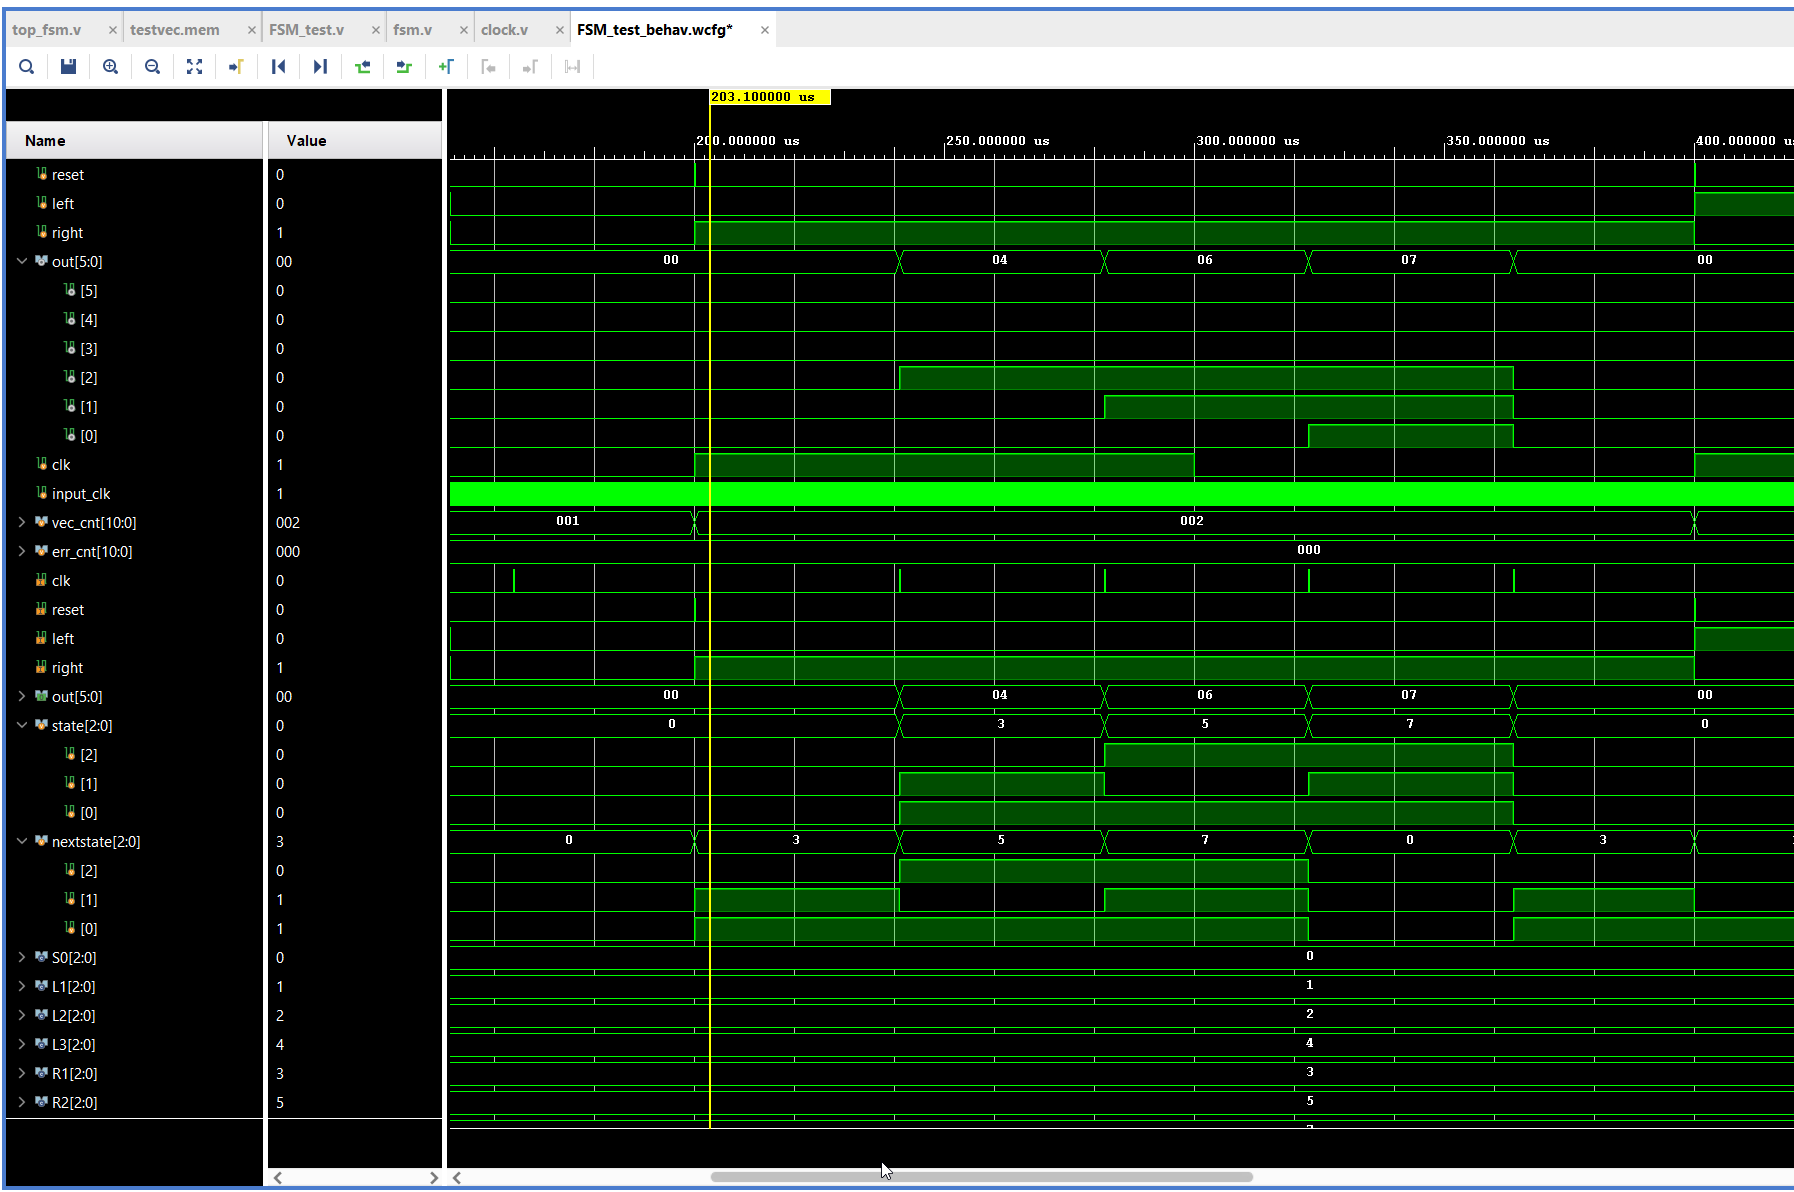 top_fsm.v × testvec.mem × FSM_test.v × fsm.v × clock.v × FSM_test_behav.wcfg* ×
203.100000 us
Name Value
200.000000 us 250.000000 us 300.000000 us 350.000000 us 400.000000
reset 0
left 0
right 1
out[5:0] 00 00 04 06 07 00
[5] 0
[4] 0
[3] 0
[2] 0
[1] 0
[0] 0
clk 1
input_clk 1
vec_cnt[10:0] 002 001 002
err_cnt[10:0] 000 000
clk 0
reset 0
left 0
right 1
out[5:0] 00 00 04 06 07 00
state[2:0] 0 0 3 5 7 0
[2] 0
[1] 0
[0] 0
nextstate[2:0] 3 0 3 5 7 0 3
[2] 0
[1] 1
[0] 1
S0[2:0] 0 0
L1[2:0] 1 1
L2[2:0] 2 2
L3[2:0] 4 4
R1[2:0] 3 3
R2[2:0] 5 5